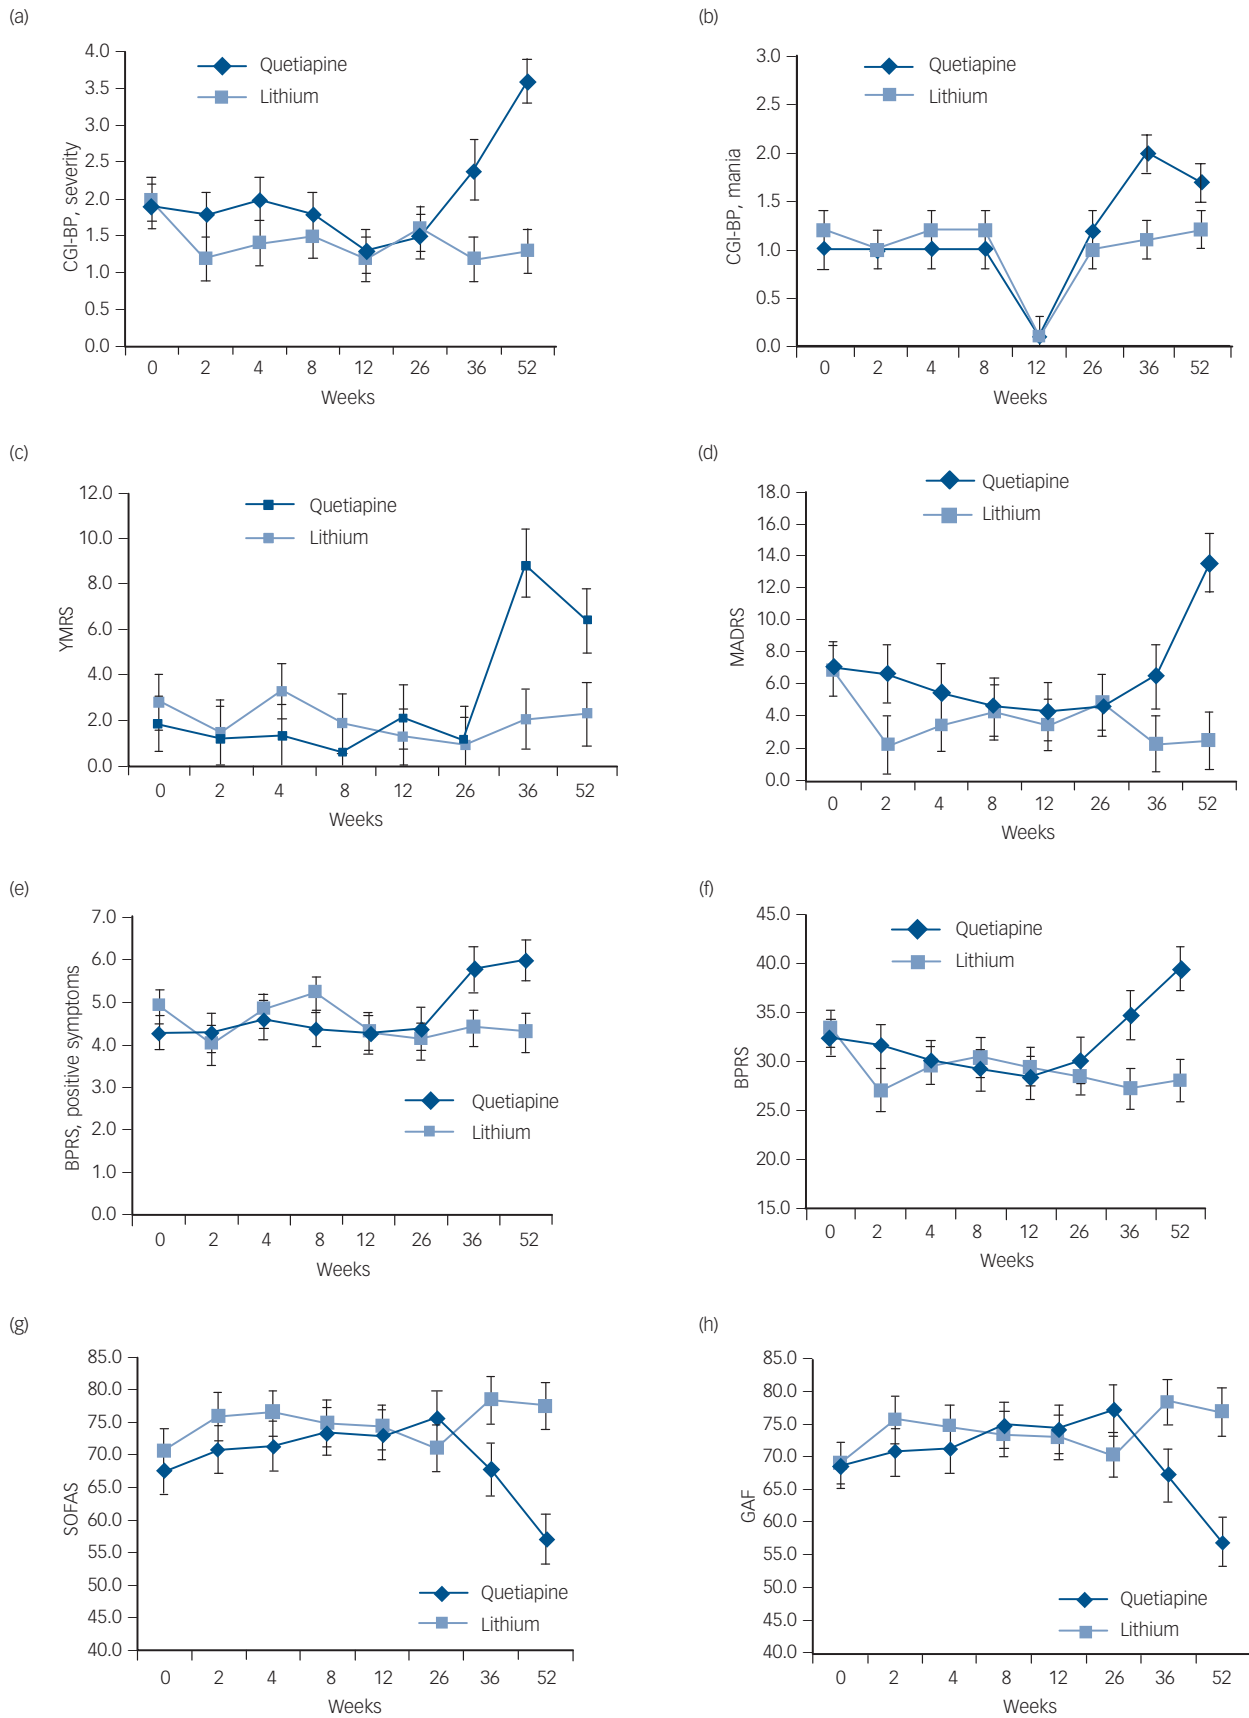 (a)
4.0
3.5
3.0
2.5
2.0
1.5
1.0
0.5
0.0
CGI-BP, severity
Quetiapine
Lithium
0 2 4 8 12 26 36 52
Weeks
(b)
3.0
2.5
2.0
1.5
1.0
0.5
0.0
CGI-BP, mania
Quetiapine
Lithium
0 2 4 8 12 26 36 52
Weeks
(c)
12.0
10.0
8.0
6.0
4.0
2.0
0.0
YMRS
Quetiapine
Lithium
0 2 4 8 12 26 36 52
Weeks
(d)
18.0
16.0
14.0
12.0
10.0
8.0
6.0
4.0
2.0
0.0
MADRS
Quetiapine
Lithium
0 2 4 8 12 26 36 52
Weeks
(e)
7.0
6.0
5.0
4.0
3.0
2.0
1.0
0.0
BPRS, positive symptoms
Quetiapine
Lithium
0 2 4 8 12 26 36 52
Weeks
(f)
45.0
40.0
35.0
30.0
25.0
20.0
15.0
BPRS
Quetiapine
Lithium
0 2 4 8 12 26 36 52
Weeks
(g)
85.0
80.0
75.0
70.0
65.0
60.0
55.0
50.0
45.0
40.0
SOFAS
Quetiapine
Lithium
0 2 4 8 12 26 36 52
Weeks
(h)
85.0
80.0
75.0
70.0
65.0
60.0
55.0
50.0
45.0
40.0
GAF
Quetiapine
Lithium
0 2 4 8 12 26 36 52
Weeks